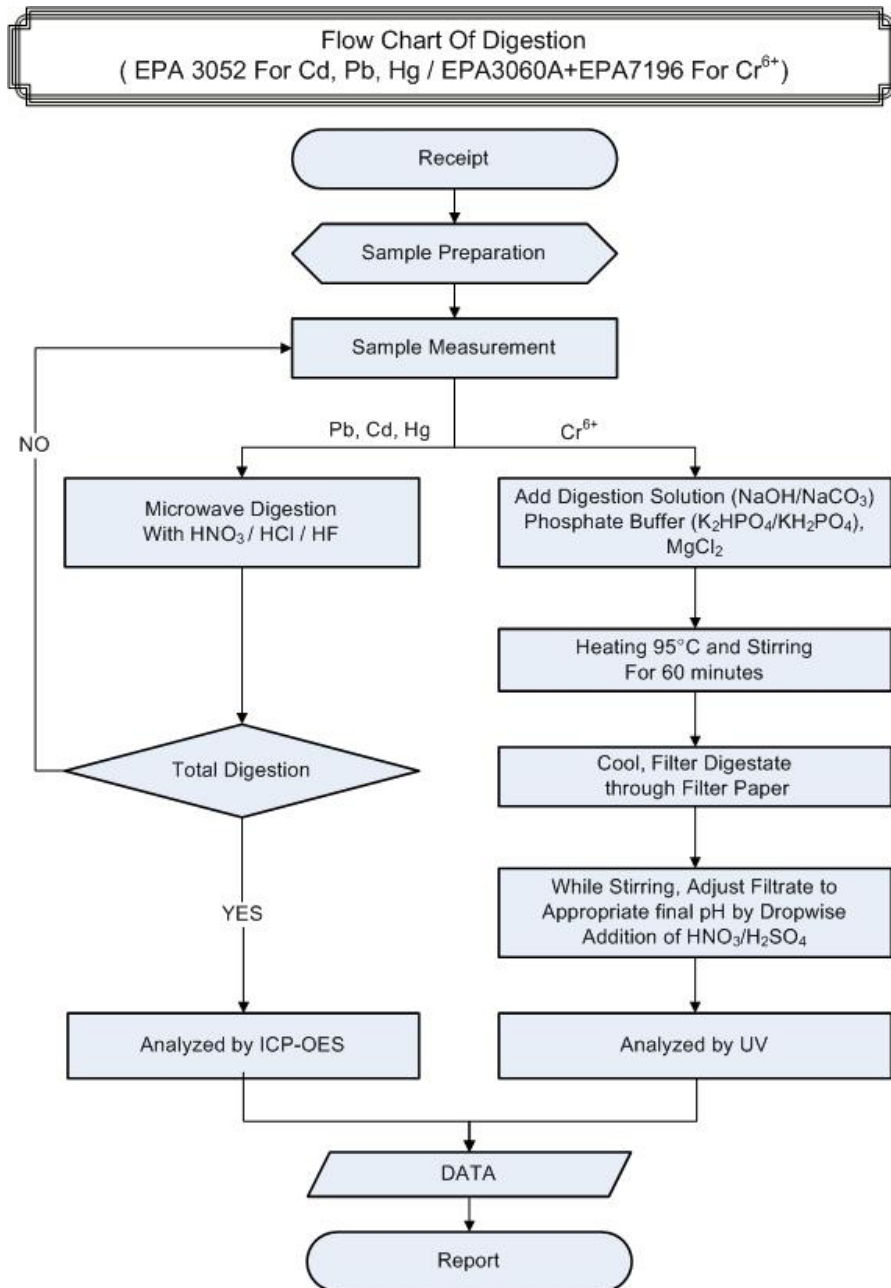 Flow Chart Of Digestion
( EPA 3052 For Cd, Pb, Hg / EPA3060A+EPA7196 For Cr⁶⁺)
Receipt
Sample Preparation
Sample Measurement
NO
Pb, Cd, Hg
Cr⁶⁺
Microwave Digestion
With HNO₃ / HCl / HF
Total Digestion
YES
Analyzed by ICP-OES
Add Digestion Solution (NaOH/NaCO₃)
Phosphate Buffer (K₂HPO₄/KH₂PO₄),
MgCl₂
Heating 95°C and Stirring
For 60 minutes
Cool, Filter Digestate
through Filter Paper
While Stirring, Adjust Filtrate to
Appropriate final pH by Dropwise
Addition of HNO₃/H₂SO₄
Analyzed by UV
DATA
Report